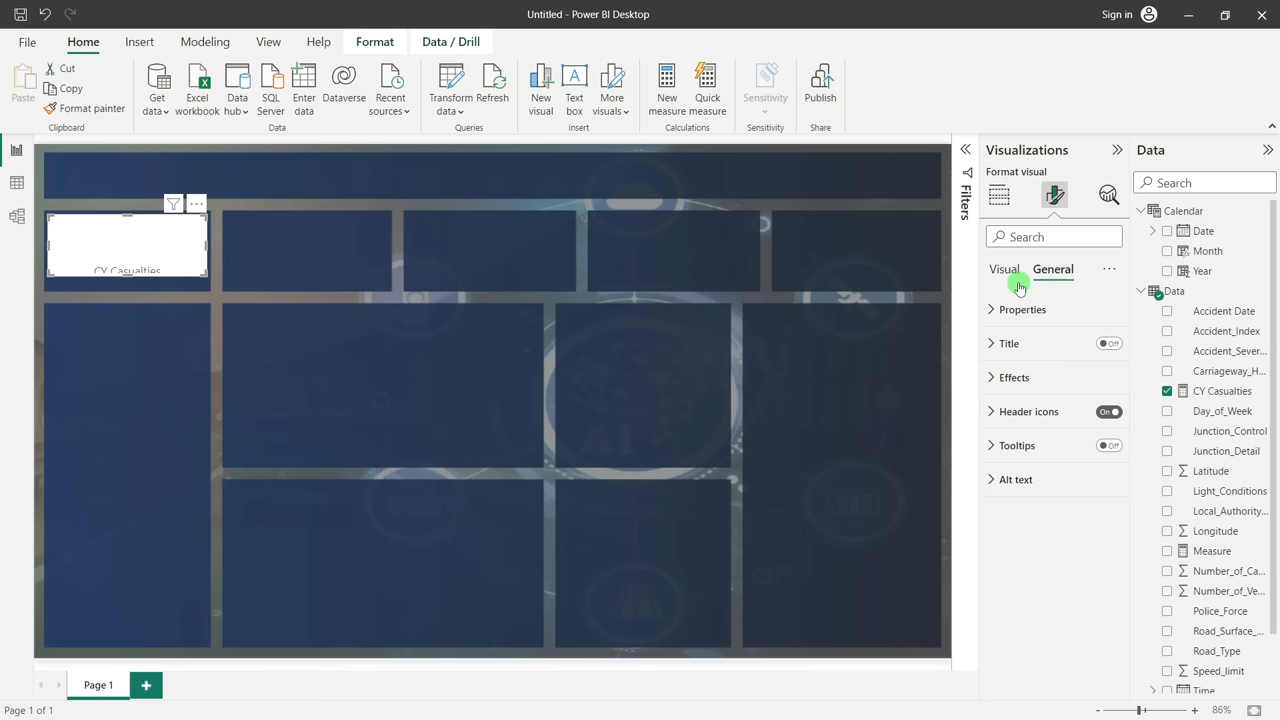 Untitled - Power BI Desktop
Sign in
File Home Insert Modeling View Help Format Data / Drill
Paste
Cut
Copy
Format painter
Clipboard
Get data
Excel workbook
Data hub
SQL Server
Enter data
Dataverse
Recent sources
Data
Transform data
Refresh
Queries
New visual
Text box
More visuals
Insert
New measure
Quick measure
Calculations
Sensitivity
Sensitivity
Publish
Share
CY Casualties
Filters
Visualizations
Format visual
Search
Visual General
Properties
Title Off
Effects
Header icons On
Tooltips Off
Alt text
Data
Search
Calendar
Date
Month
Year
Data
Accident Date
Accident_Index
Accident_Sever...
Carriageway_H...
CY Casualties
Day_of_Week
Junction_Control
Junction_Detail
Latitude
Light_Conditions
Local_Authority...
Longitude
Measure
Number_of_Ca...
Number_of_Ve...
Police_Force
Road_Surface_...
Road_Type
Speed_limit
Time
Page 1
Page 1 of 1
86%